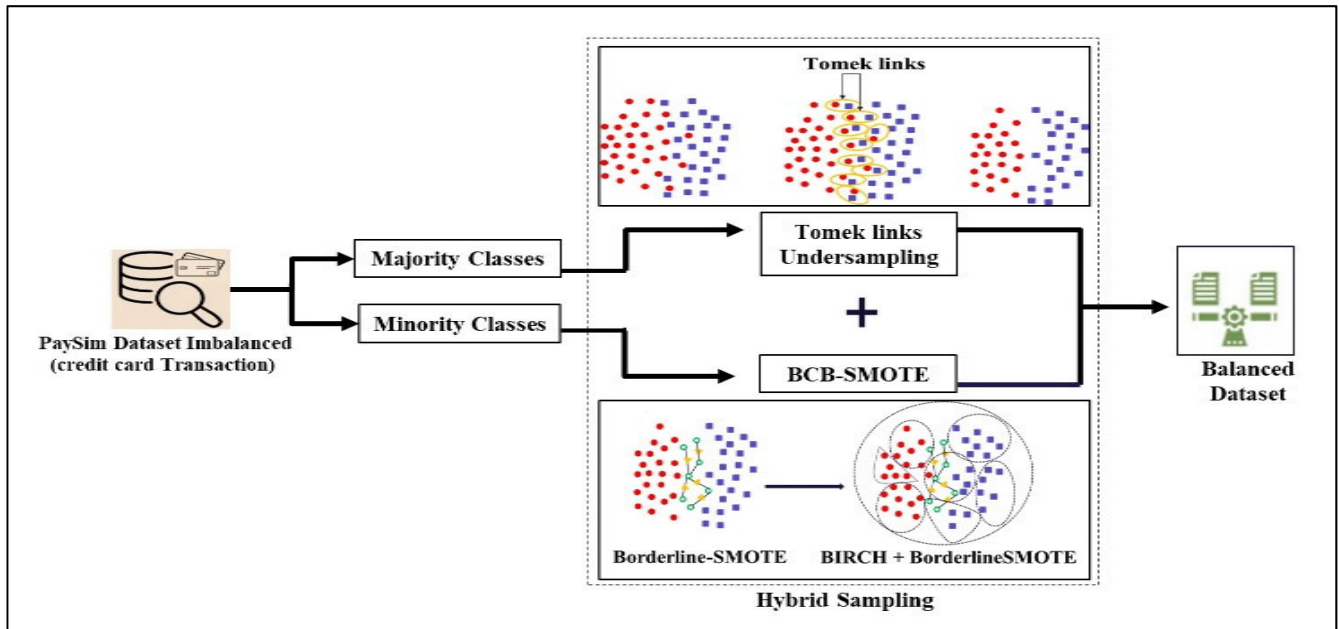 Tomek links
Majority Classes
Minority Classes
PaySim Dataset Imbalanced
(credit card Transaction)
Tomek links
Undersampling
+
BCB-SMOTE
Balanced
Dataset
Borderline-SMOTE
BIRCH + BorderlineSMOTE
Hybrid Sampling